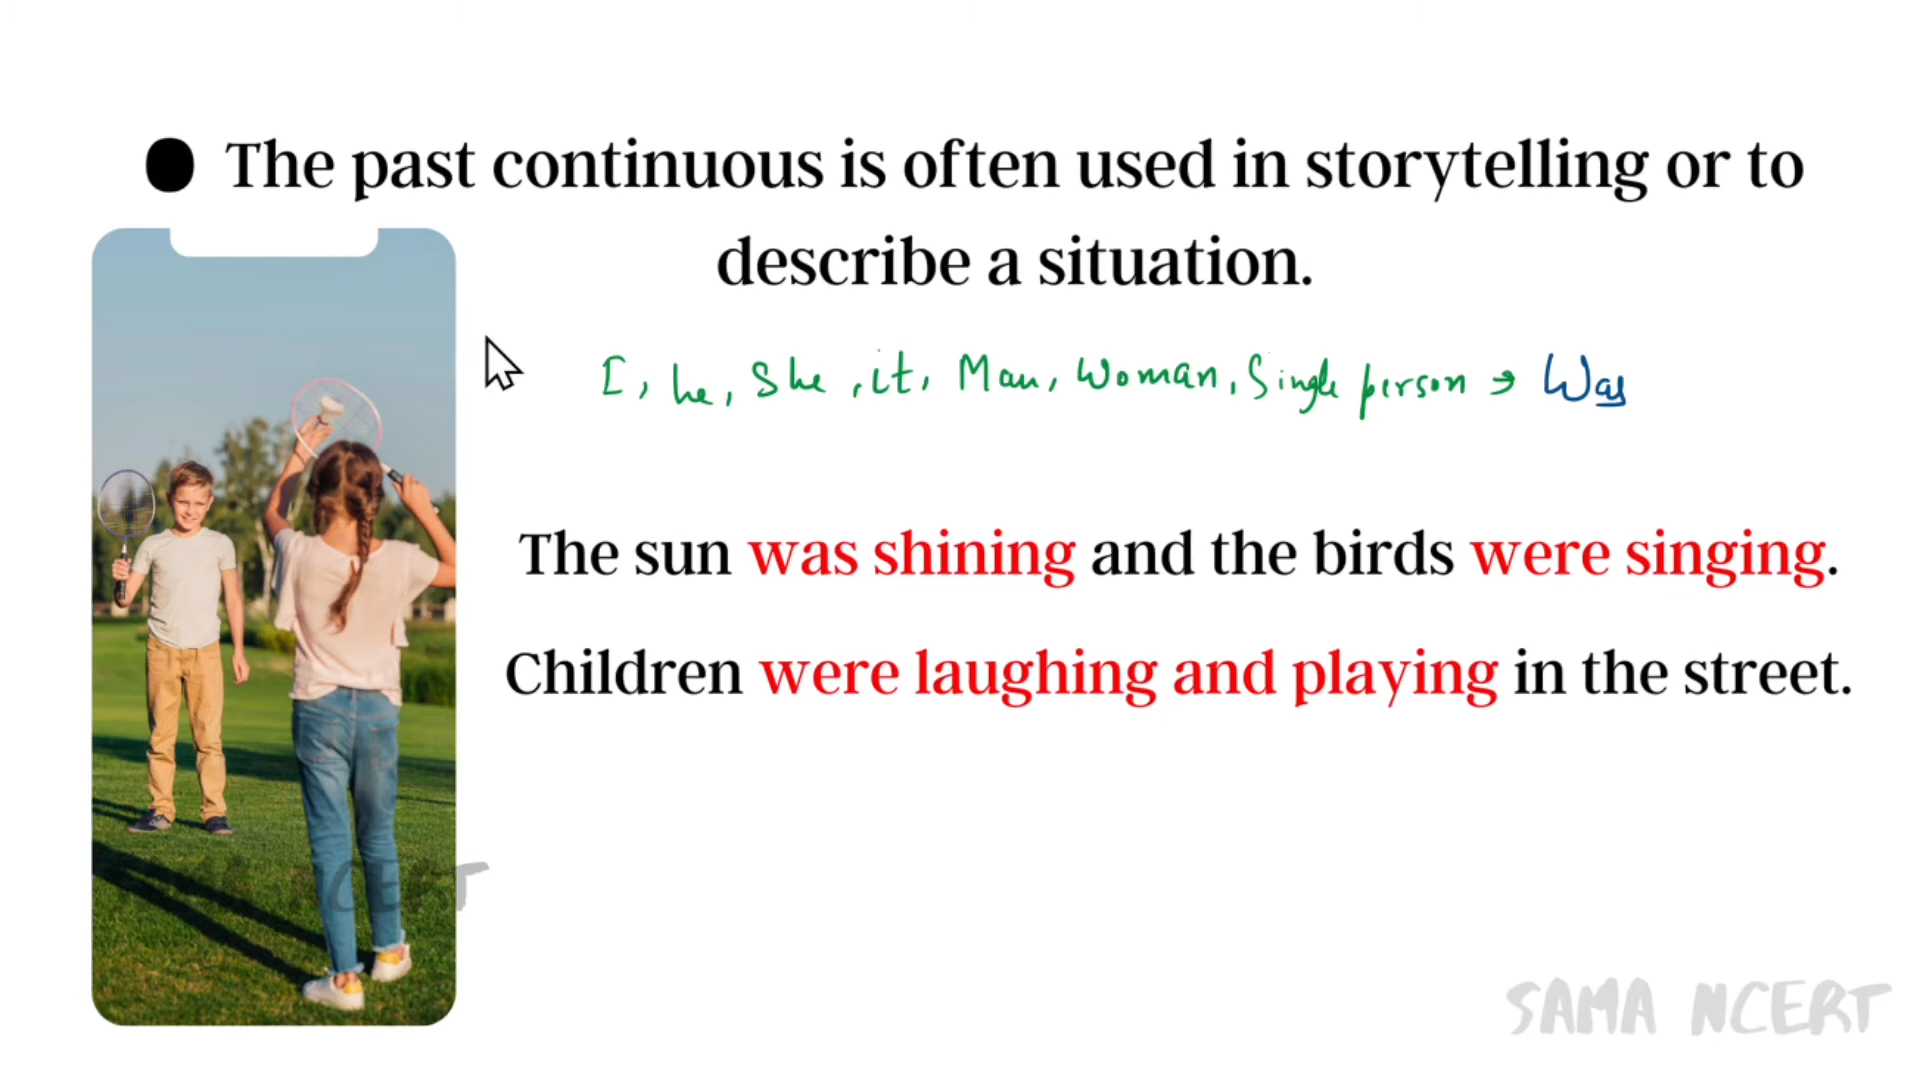 The past continuous is often used in storytelling or to
describe a situation.
I, he, She, it, Man, Woman, Single person → Was
The sun was shining and the birds were singing.
Children were laughing and playing in the street.
NCERT
SAMA NCERT